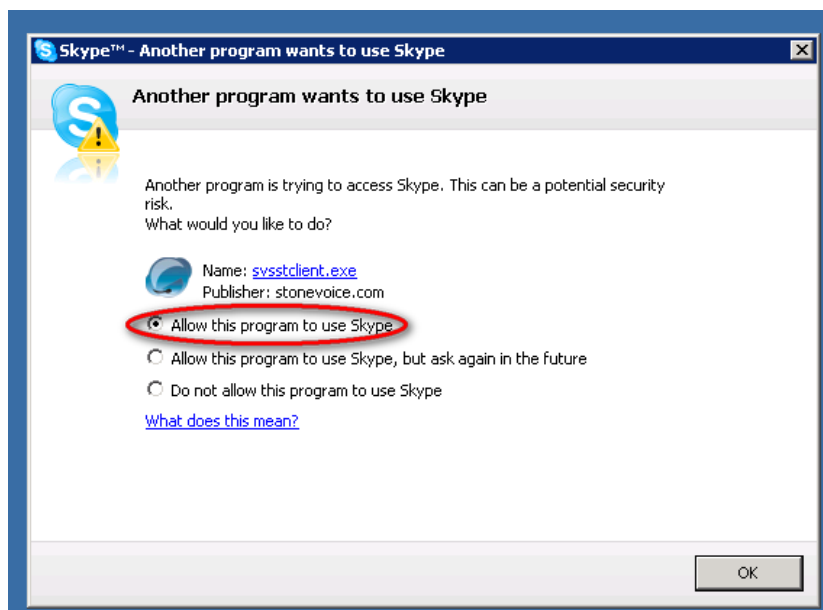 Skype™ - Another program wants to use Skype
Another program wants to use Skype
Another program is trying to access Skype. This can be a potential security
risk.
What would you like to do?
Name: svsstclient.exe
Publisher: stonevoice.com
Allow this program to use Skype
Allow this program to use Skype, but ask again in the future
Do not allow this program to use Skype
What does this mean?
OK